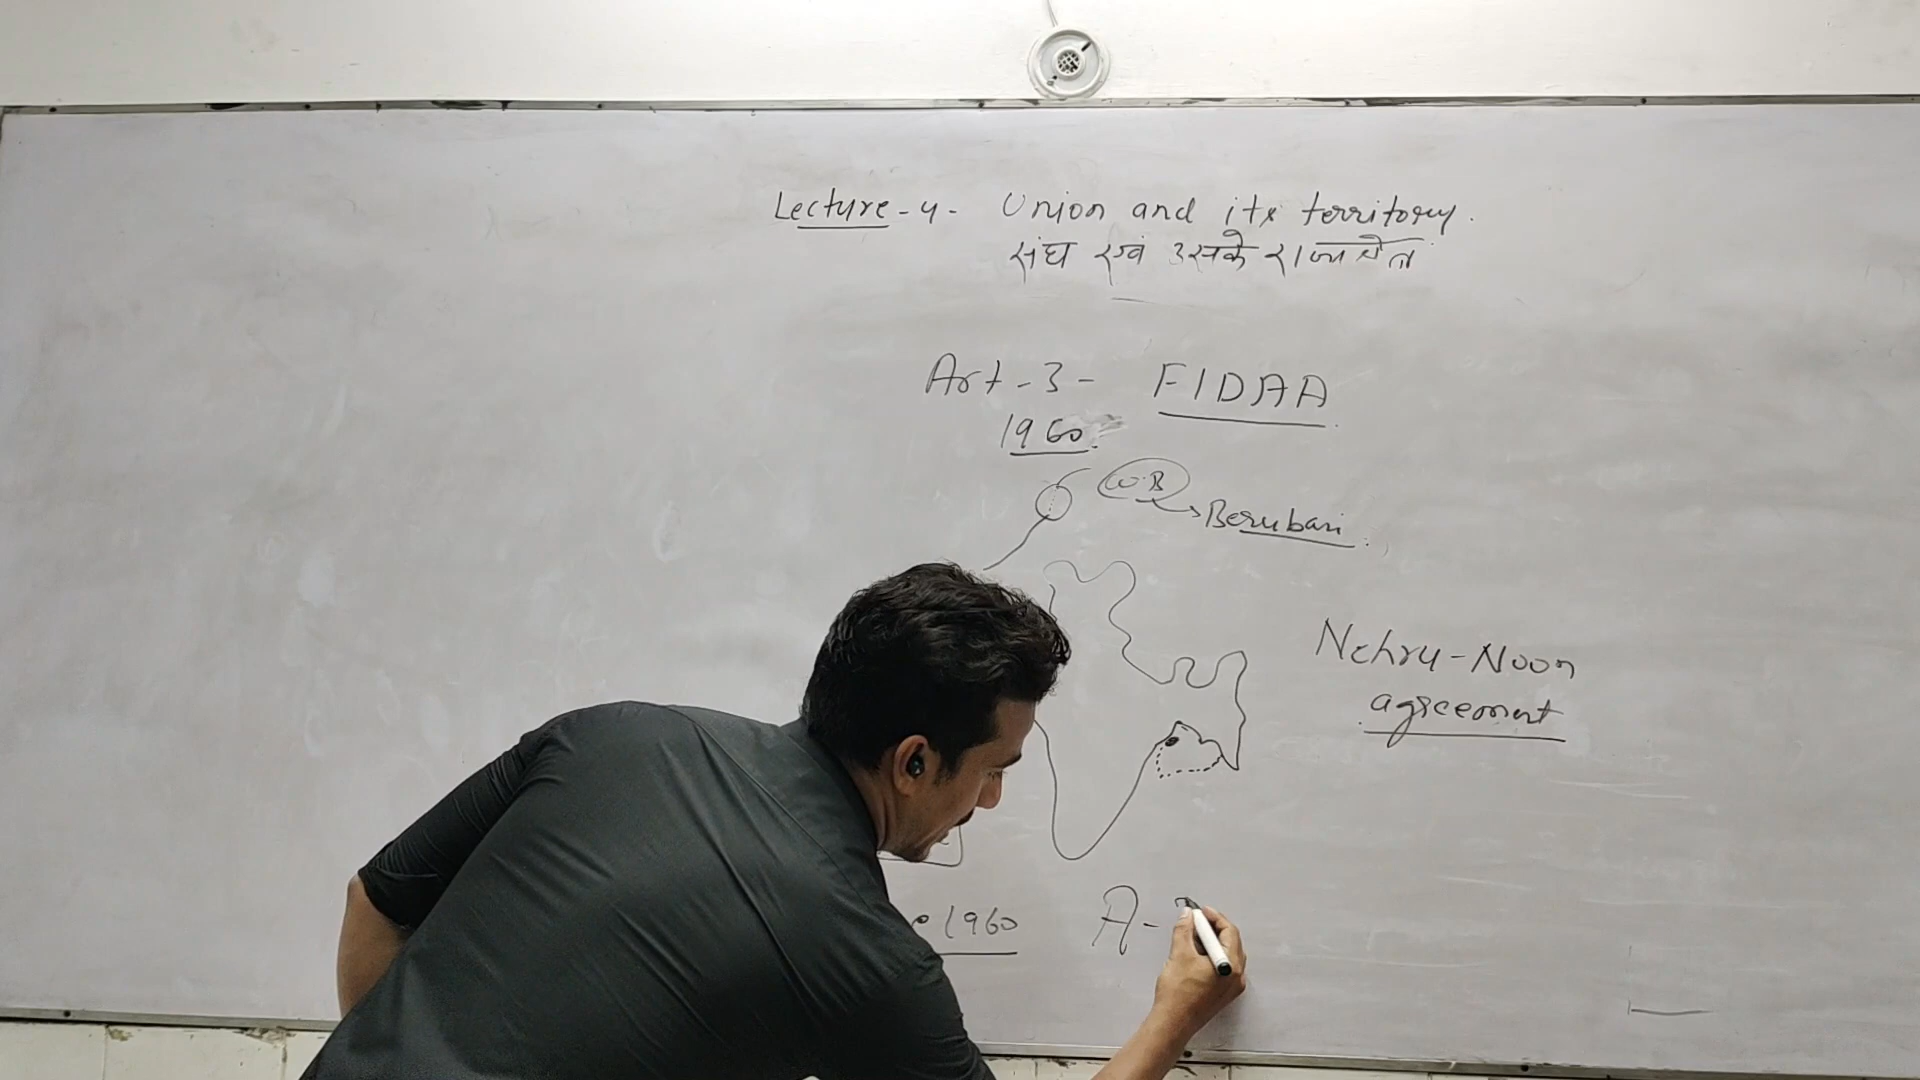 Lecture-4- Union and its territory.
संघ एवं उसके राज्यक्षेत्र
Art-3- FIDAA
1960
W.B
Berubari
Nehru-Noon
agreement
1960
A-